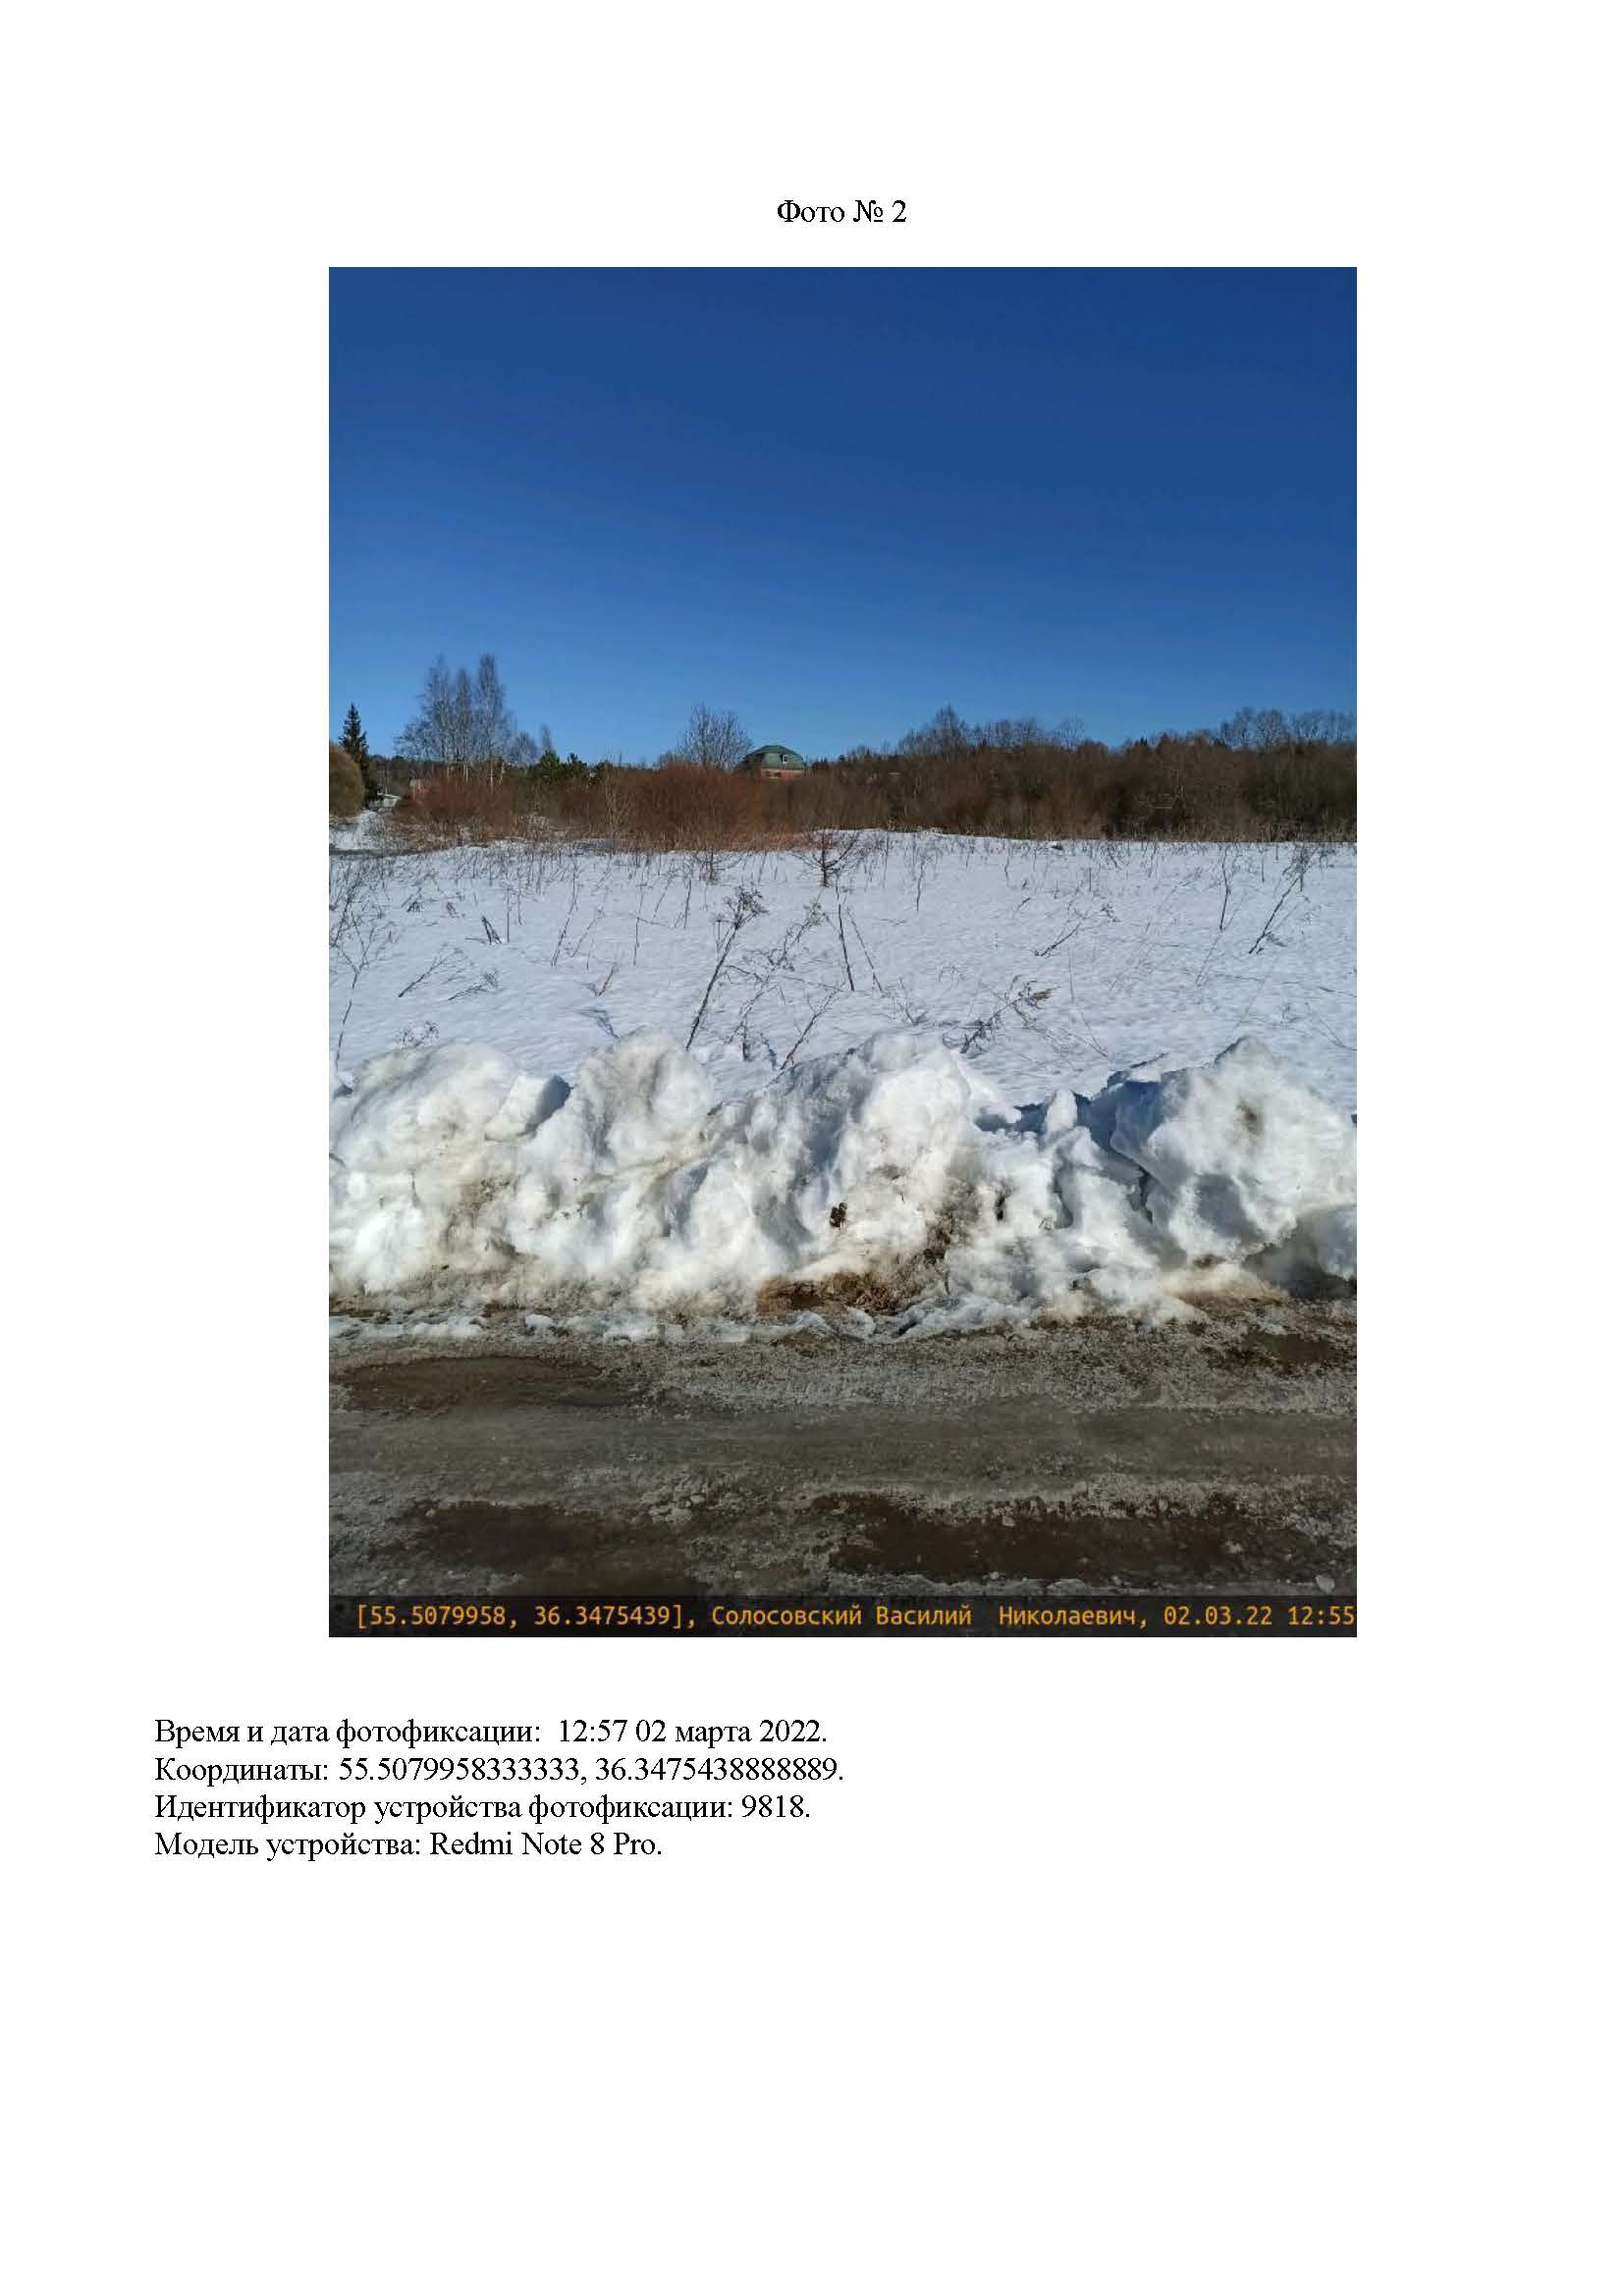 Фото № 2
[55.5079958, 36.3475439], Солосовский Василий  Николаевич, 02.03.22 12:55
Время и дата фотофиксации:  12:57 02 марта 2022.
Координаты: 55.5079958333333, 36.3475438888889.
Идентификатор устройства фотофиксации: 9818.
Модель устройства: Redmi Note 8 Pro.